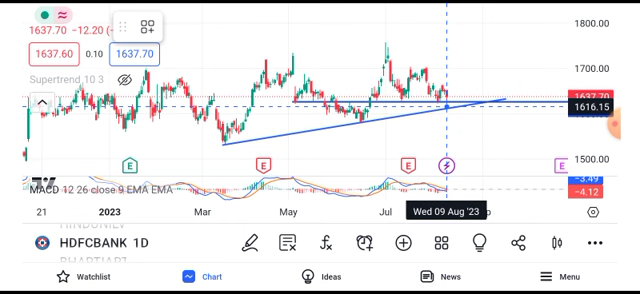 1800.00
1637.70 −12.20 (−
1637.60 0.10 1637.70
1700.00
Supertrend 10 3
1637.70
1616.15
E E E E
1500.00
MACD 12 26 close 9 EMA EMA
−3.49
−4.12
21 2023 Mar May Jul Wed 09 Aug '23
HDFCBANK 1D
Watchlist Chart Ideas News Menu